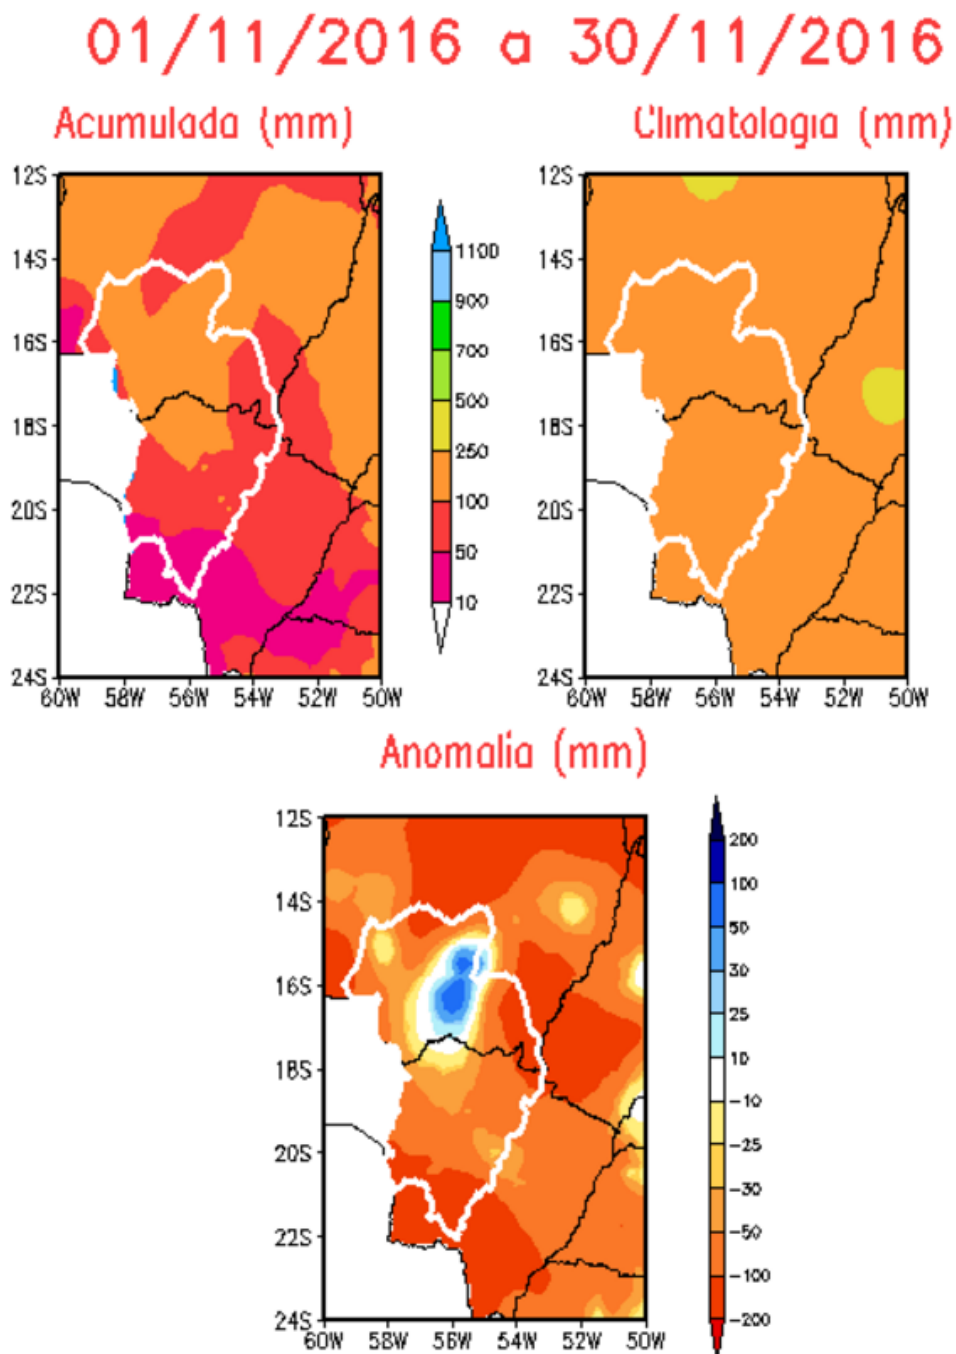 01/11/2016 a 30/11/2016
Acumulada (mm)
Climatologia (mm)
12S
14S
16S
18S
20S
22S
24S
60W 58W 56W 54W 52W 50W
1100
900
700
500
250
100
50
10
12S
14S
16S
18S
20S
22S
24S
60W 58W 56W 54W 52W 50W
Anomalia (mm)
12S
14S
16S
18S
20S
22S
24S
60W 58W 56W 54W 52W 50W
200
100
50
30
25
10
-10
-25
-30
-50
-100
-200